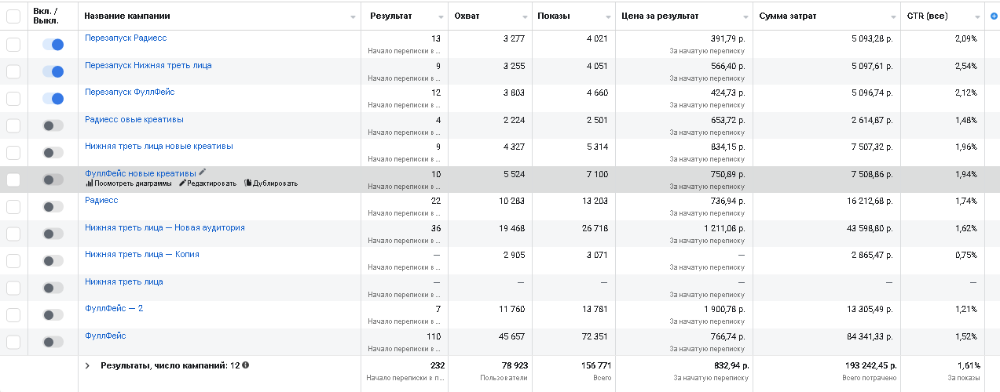 Вкл. / Выкл. Название кампании Результат Охват Показы Цена за результат Сумма затрат CTR (все)
Перезапуск Радиесс 13 3 277 4 021 391,79 р. 5 093,28 р. 2,09%
Начало переписки в ... За начатую переписку
Перезапуск Нижняя треть лица 9 3 255 4 051 566,40 р. 5 097,61 р. 2,54%
Начало переписки в ... За начатую переписку
Перезапуск ФуллФейс 12 3 803 4 660 424,73 р. 5 096,74 р. 2,12%
Начало переписки в ... За начатую переписку
Радиесс овые креативы 4 2 224 2 501 653,72 р. 2 614,87 р. 1,48%
Начало переписки в ... За начатую переписку
Нижняя треть лица новые креативы 9 4 327 5 314 834,15 р. 7 507,32 р. 1,96%
Начало переписки в ... За начатую переписку
ФуллФейс новые креативы 10 5 524 7 100 750,89 р. 7 508,86 р. 1,94%
Посмотреть диаграммы Редактировать Дублировать Начало переписки в ... За начатую переписку
Радиесс 22 10 283 13 203 736,94 р. 16 212,68 р. 1,74%
Начало переписки в ... За начатую переписку
Нижняя треть лица — Новая аудитория 36 19 468 26 718 1 211,08 р. 43 598,80 р. 1,62%
Начало переписки в ... За начатую переписку
Нижняя треть лица — Копия — 2 905 3 071 — 2 865,47 р. 0,75%
Начало переписки в ... За начатую переписку
Нижняя треть лица — — — — — —
Начало переписки в ... За начатую переписку
ФуллФейс — 2 7 11 760 13 781 1 900,78 р. 13 305,49 р. 1,21%
Начало переписки в ... За начатую переписку
ФуллФейс 110 45 657 72 351 766,74 р. 84 341,33 р. 1,52%
Начало переписки в ... За начатую переписку
Результаты, число кампаний: 12 232 78 923 156 771 832,94 р. 193 242,45 р. 1,61%
Начало переписки в п... Пользователи Всего За начатую переписку Всего потрачено За показы